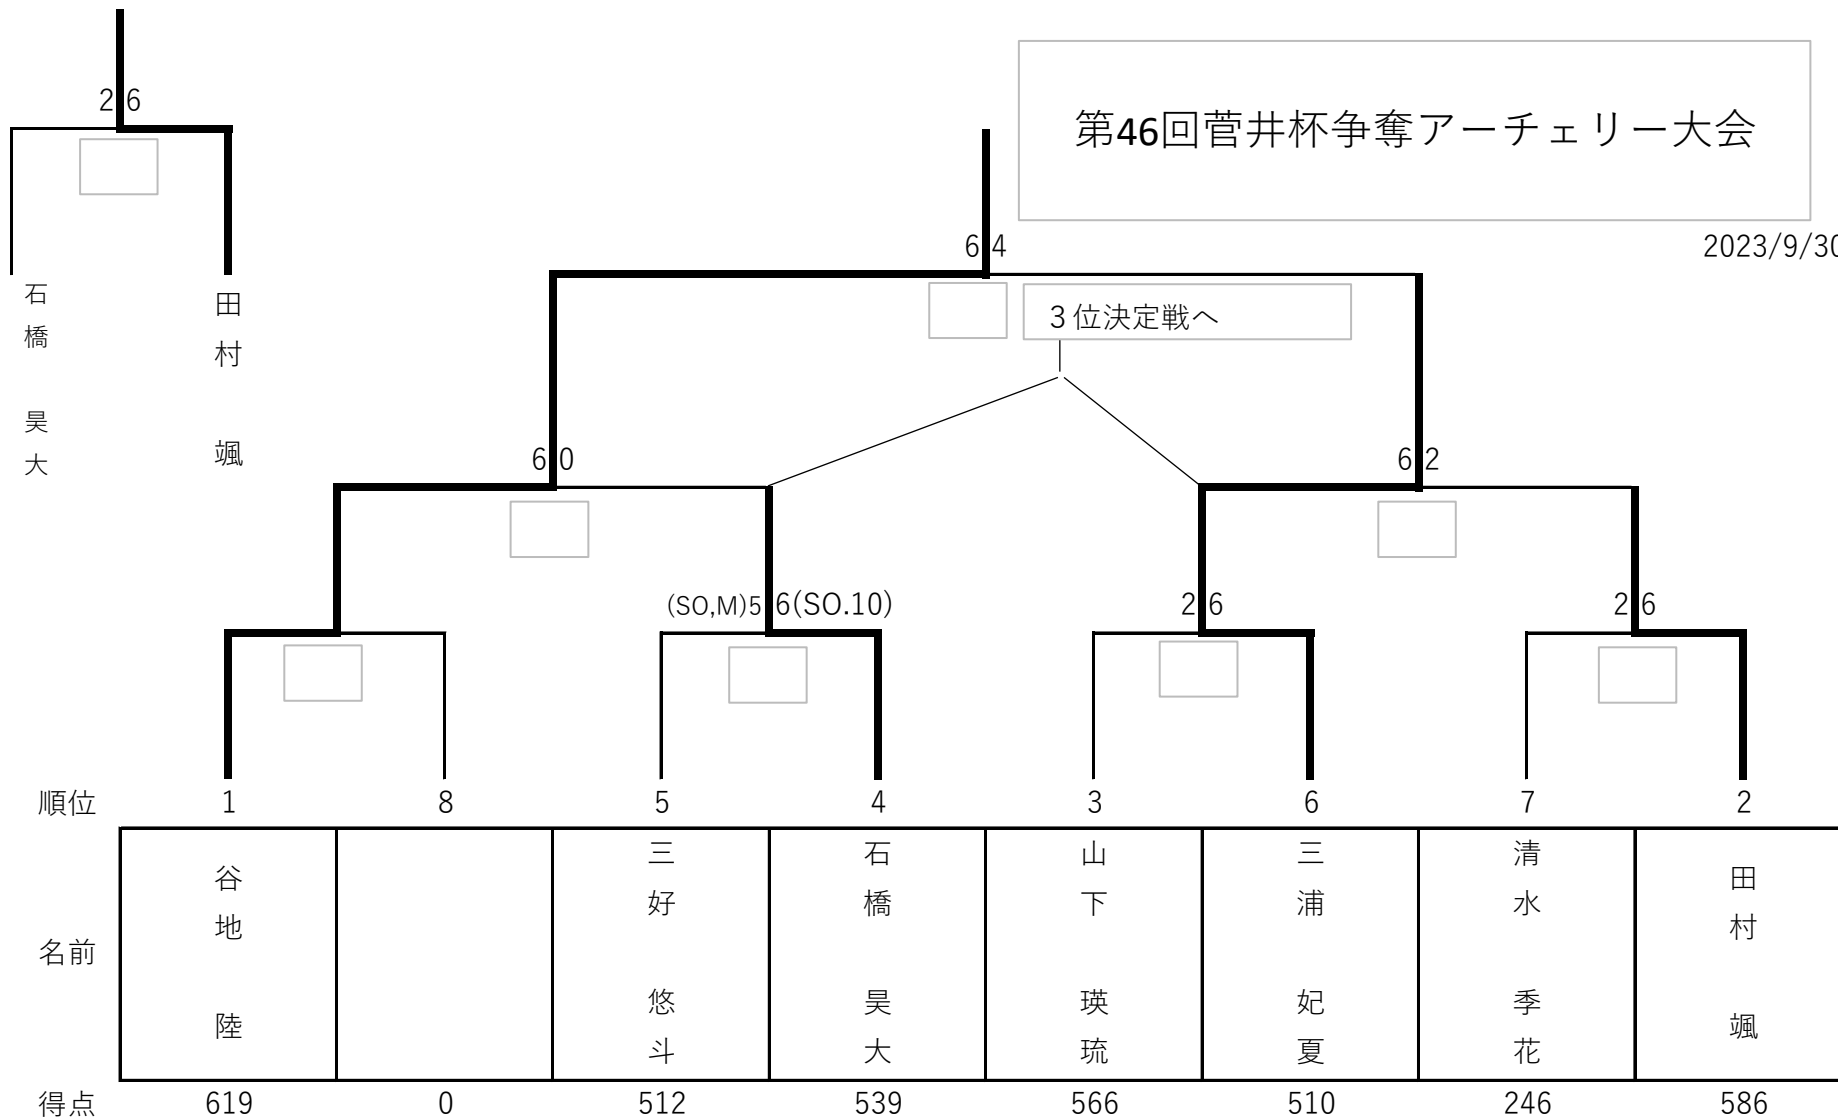 2 6
第46回菅井杯争奪アーチェリー大会
6 4
2023/9/30
石橋 昊大
田村 颯
３位決定戦へ
6 0
6 2
(SO,M)5 6(SO.10)
2 6
2 6
順位 1 8 5 4 3 6 7 2
名前 谷地 陸 三好 悠斗 石橋 昊大 山下 瑛琉 三浦 妃夏 清水 季花 田村 颯
得点 619 0 512 539 566 510 246 586